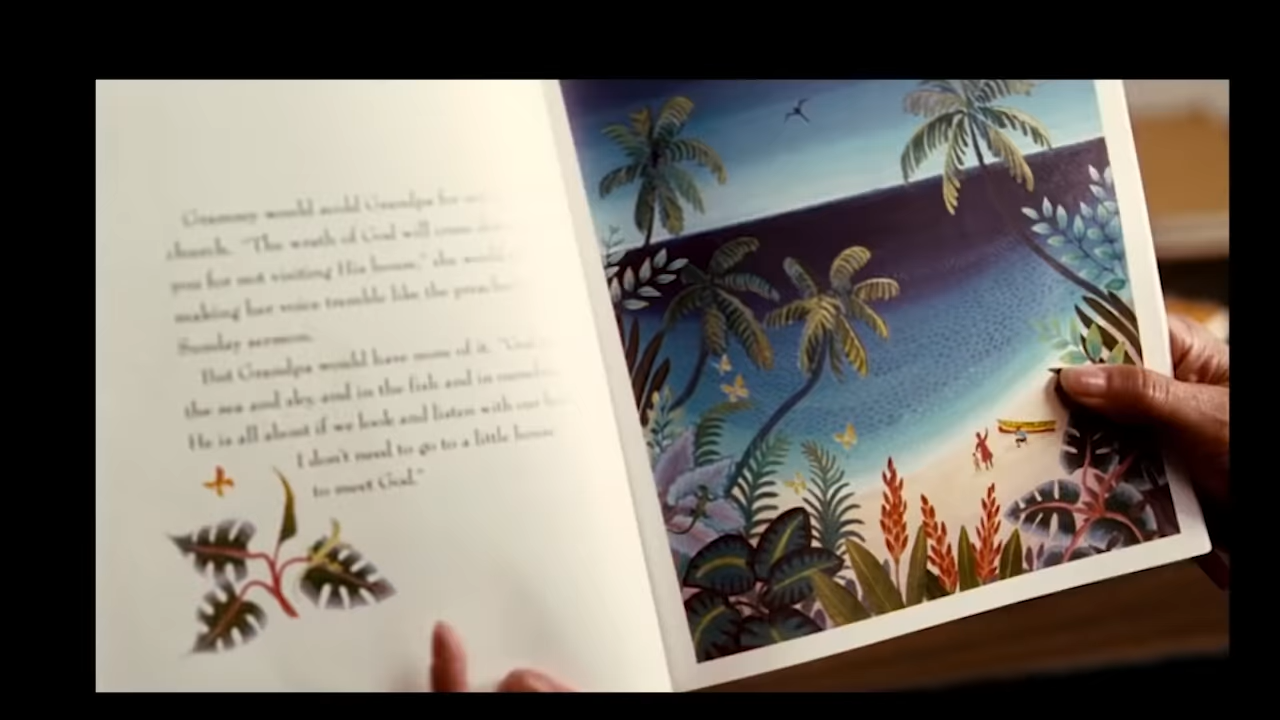 Grammy would scold Grandpa for
church. "The wrath of God will
you for not visiting His house," she
making her voice tremble like the
Sunday sermon.
But Grandpa would have none of it.
the sea and sky and in the fish and in
He is all about if we look and listen with our
I don't need to go to a little house
to meet God."